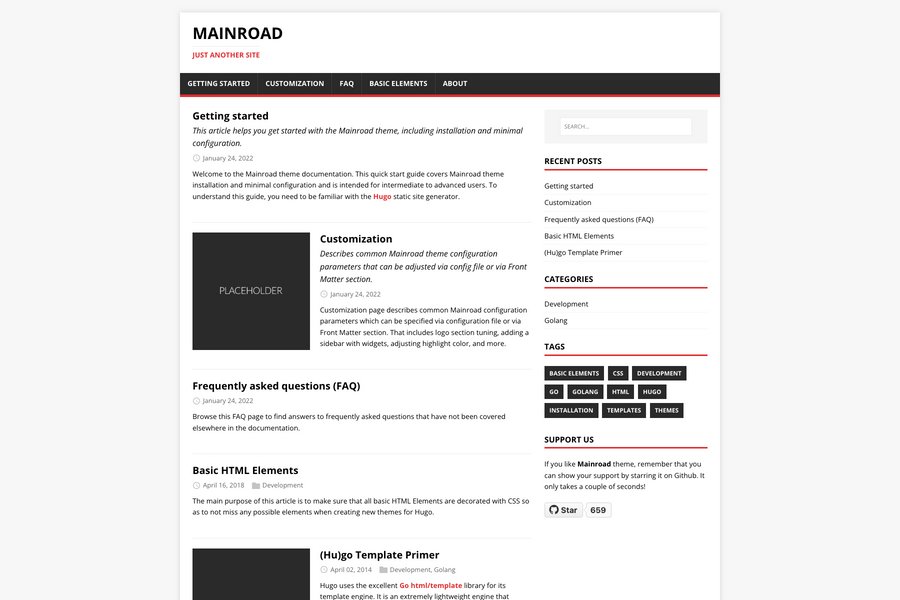 MAINROAD
JUST ANOTHER SITE
GETTING STARTED CUSTOMIZATION FAQ BASIC ELEMENTS ABOUT
Getting started
This article helps you get started with the Mainroad theme, including installation and minimal
configuration.
January 24, 2022
Welcome to the Mainroad theme documentation. This quick start guide covers Mainroad theme
installation and minimal configuration and is intended for intermediate to advanced users. To
understand this guide, you need to be familiar with the Hugo static site generator.
PLACEHOLDER
Customization
Describes common Mainroad theme configuration
parameters that can be adjusted via config file or via Front
Matter section.
January 24, 2022
Customization page describes common Mainroad configuration
parameters which can be specified via configuration file or via
Front Matter section. That includes logo section tuning, adding a
sidebar with widgets, adjusting highlight color, and more.
Frequently asked questions (FAQ)
January 24, 2022
Browse this FAQ page to find answers to frequently asked questions that have not been covered
elsewhere in the documentation.
Basic HTML Elements
April 16, 2018 Development
The main purpose of this article is to make sure that all basic HTML Elements are decorated with CSS so
as to not miss any possible elements when creating new themes for Hugo.
(Hu)go Template Primer
April 02, 2014 Development, Golang
Hugo uses the excellent Go html/template library for its
template engine. It is an extremely lightweight engine that
SEARCH...
RECENT POSTS
Getting started
Customization
Frequently asked questions (FAQ)
Basic HTML Elements
(Hu)go Template Primer
CATEGORIES
Development
Golang
TAGS
BASIC ELEMENTS CSS DEVELOPMENT
GO GOLANG HTML HUGO
INSTALLATION TEMPLATES THEMES
SUPPORT US
If you like Mainroad theme, remember that you
can show your support by starring it on Github. It
only takes a couple of seconds!
Star 659